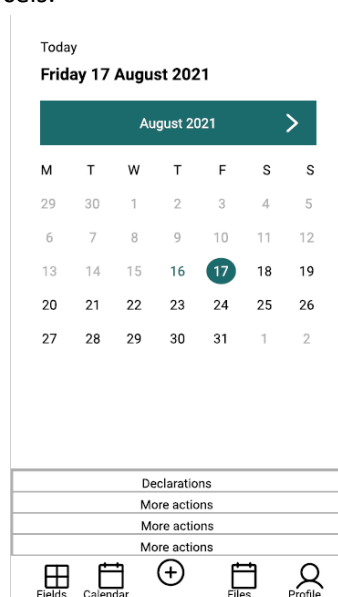 Today
Friday 17 August 2021
August 2021
M T W T F S S
29 30 1 2 3 4 5
6 7 8 9 10 11 12
13 14 15 16 17 18 19
20 21 22 23 24 25 26
27 28 29 30 31 1 2
Declarations
More actions
More actions
More actions
Fields Calendar Files Profile